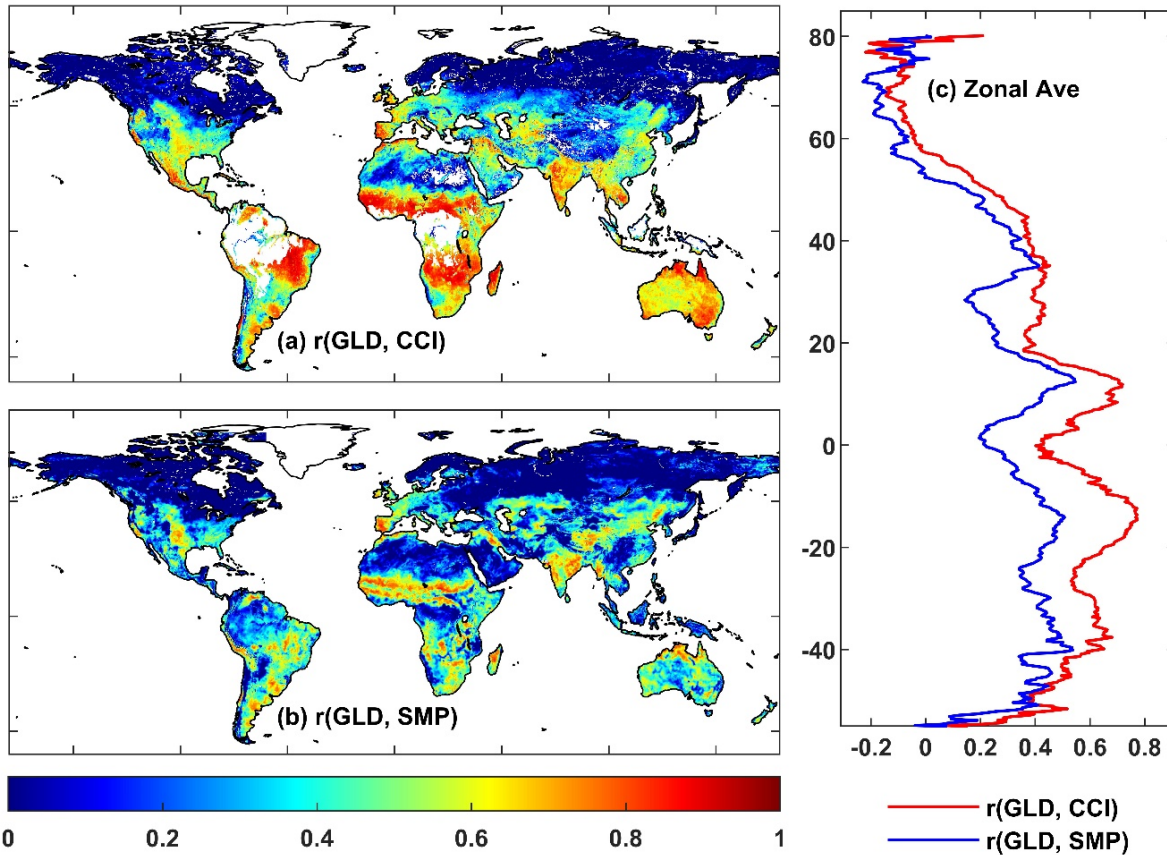 (a) r(GLD, CCI)
(b) r(GLD, SMP)
0 0.2 0.4 0.6 0.8 1
(c) Zonal Ave
80
60
40
20
0
-20
-40
-0.2 0 0.2 0.4 0.6 0.8
r(GLD, CCI)
r(GLD, SMP)